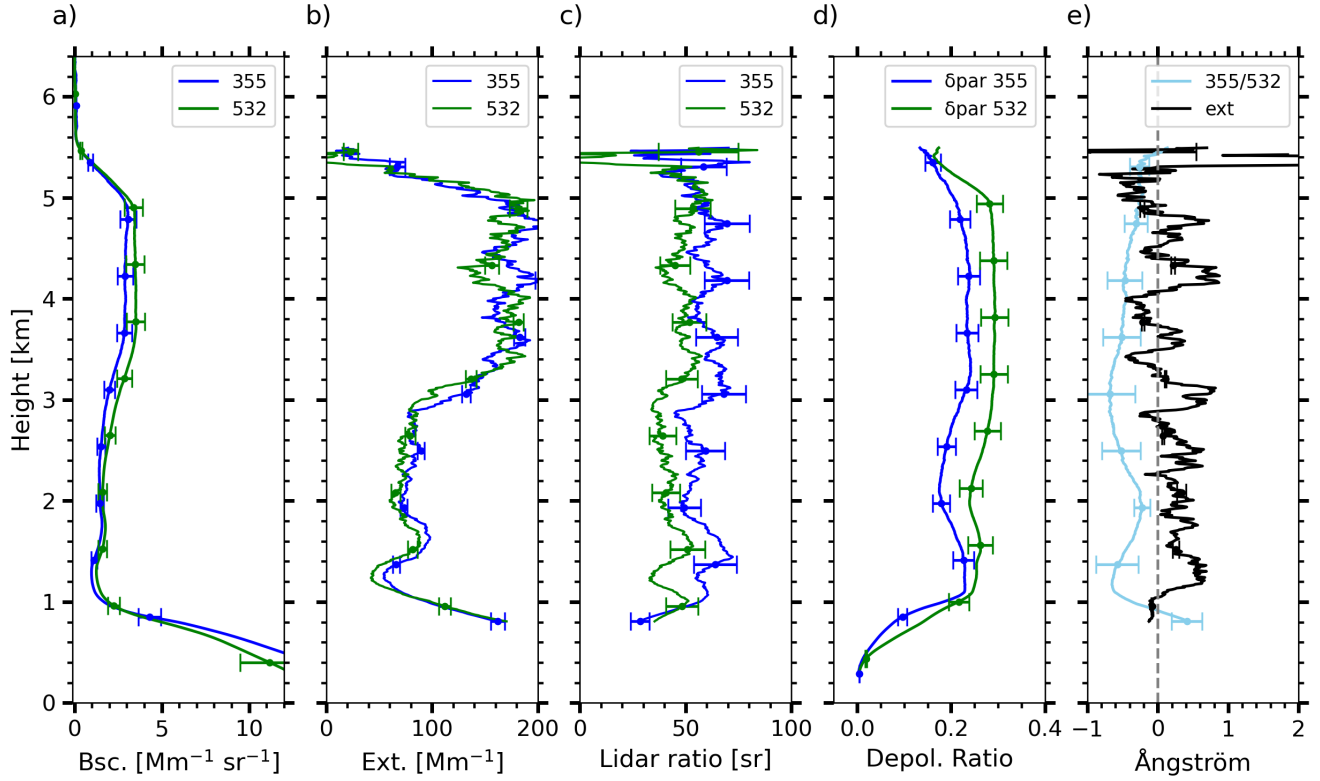 a) b) c) d) e)
355 355 355 δpar 355 355/532
532 532 532 δpar 532 ext
6
5
4
3
2
1
0
Height [km]
0 5 10 0 100 200 0 50 100 0.0 0.2 0.4 −1 0 1 2
Bsc. [Mm⁻¹ sr⁻¹] Ext. [Mm⁻¹] Lidar ratio [sr] Depol. Ratio Ångström